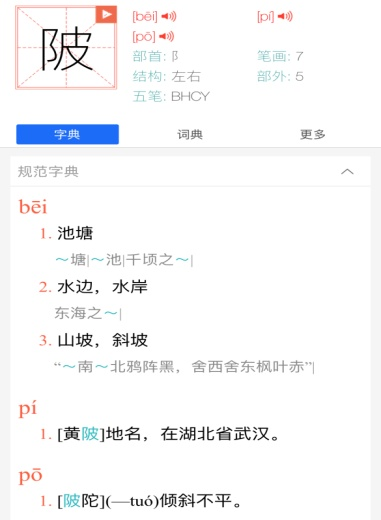 陂
[bēi] [pí]
[pō]
部首: 阝 笔画: 7
结构: 左右 部外: 5
五笔: BHCY
字典 词典 更多
规范字典
bēi
1. 池塘
～塘|～池|千顷之～|
2. 水边，水岸
东海之～|
3. 山坡，斜坡
“～南～北鸦阵黑，舍西舍东枫叶赤”|
pí
1. [黄陂]地名，在湖北省武汉。
pō
1. [陂陀](—tuó)倾斜不平。